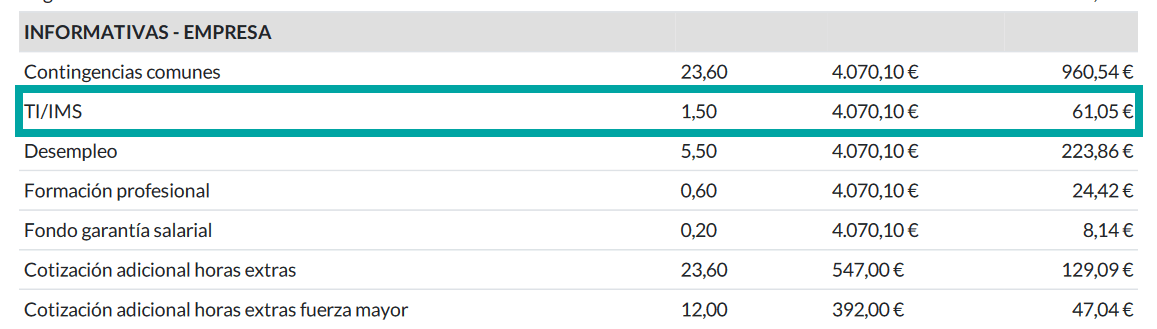 INFORMATIVAS - EMPRESA
Contingencias comunes 23,60 4.070,10 € 960,54 €
TI/IMS 1,50 4.070,10 € 61,05 €
Desempleo 5,50 4.070,10 € 223,86 €
Formación profesional 0,60 4.070,10 € 24,42 €
Fondo garantía salarial 0,20 4.070,10 € 8,14 €
Cotización adicional horas extras 23,60 547,00 € 129,09 €
Cotización adicional horas extras fuerza mayor 12,00 392,00 € 47,04 €